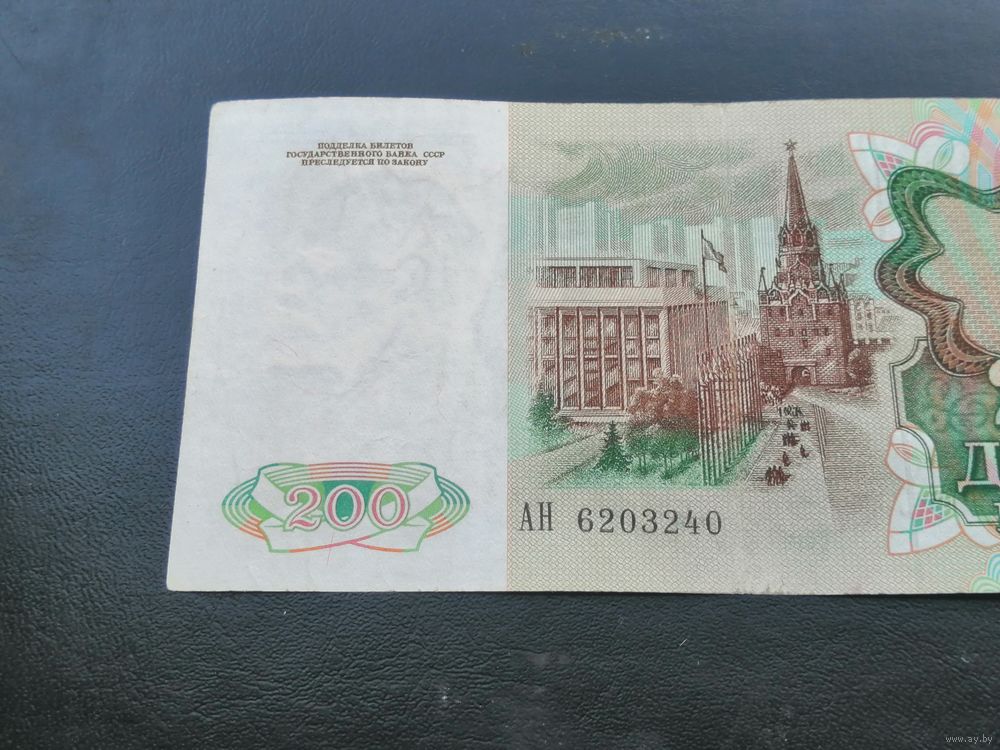 ПОДДЕЛКА БИЛЕТОВ
ГОСУДАРСТВЕННОГО БАНКА СССР
ПРЕСЛЕДУЕТСЯ ПО ЗАКОНУ
200
АН 6203240
Д
www.ay.by